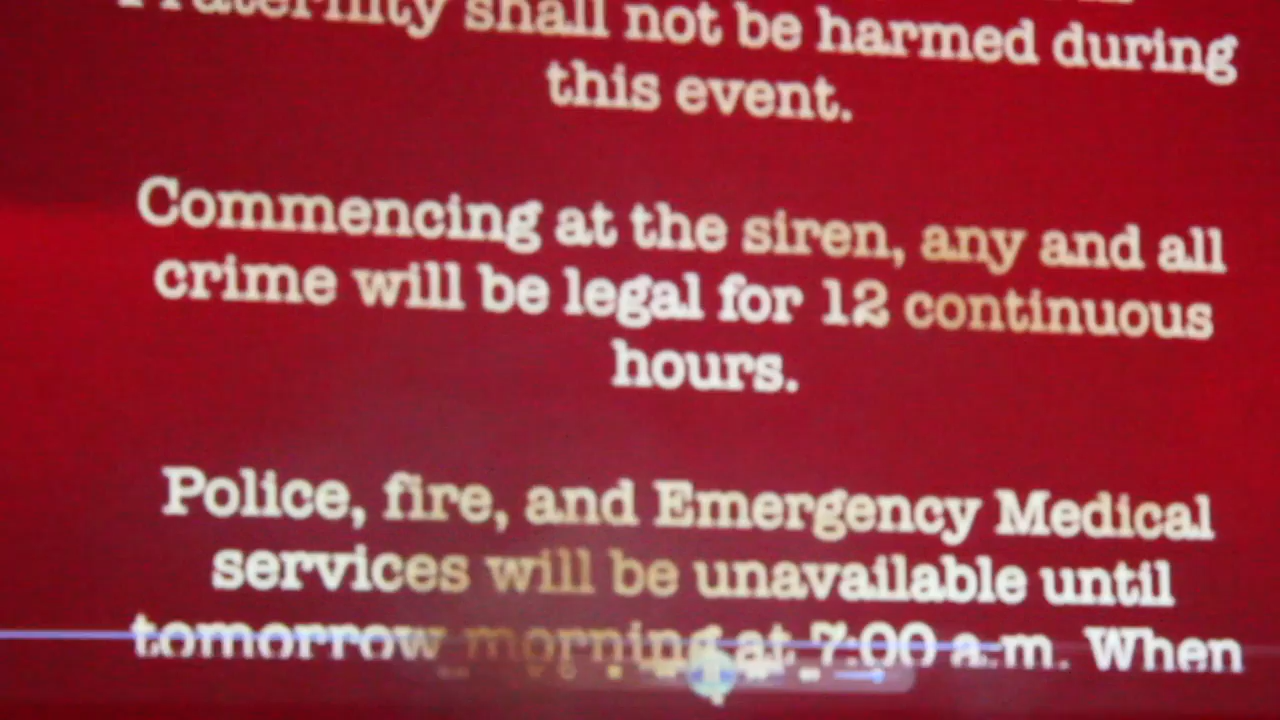 Fraternity shall not be harmed during
this event.
Commencing at the siren, any and all
crime will be legal for 12 continuous
hours.
Police, fire, and Emergency Medical
services will be unavailable until
tomorrow morning at 7:00 a.m. When